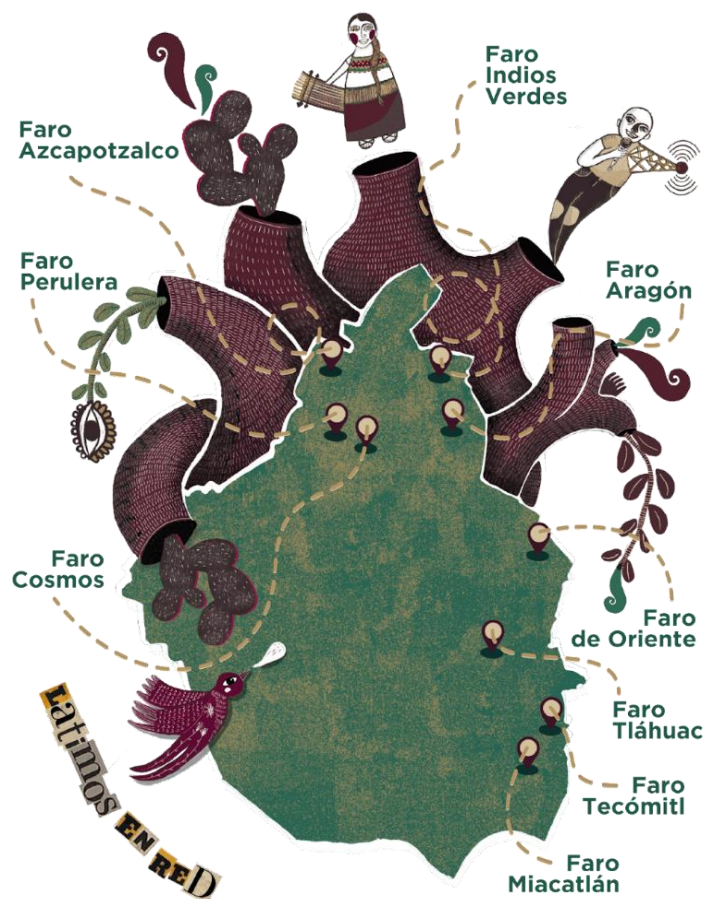 Faro
Indios
Verdes
Faro
Azcapotzalco
Faro
Perulera
Faro
Aragón
Faro
Cosmos
Faro
de Oriente
Faro
Tláhuac
Faro
Tecómitl
Faro
Miacatlán
Latimos EN RED